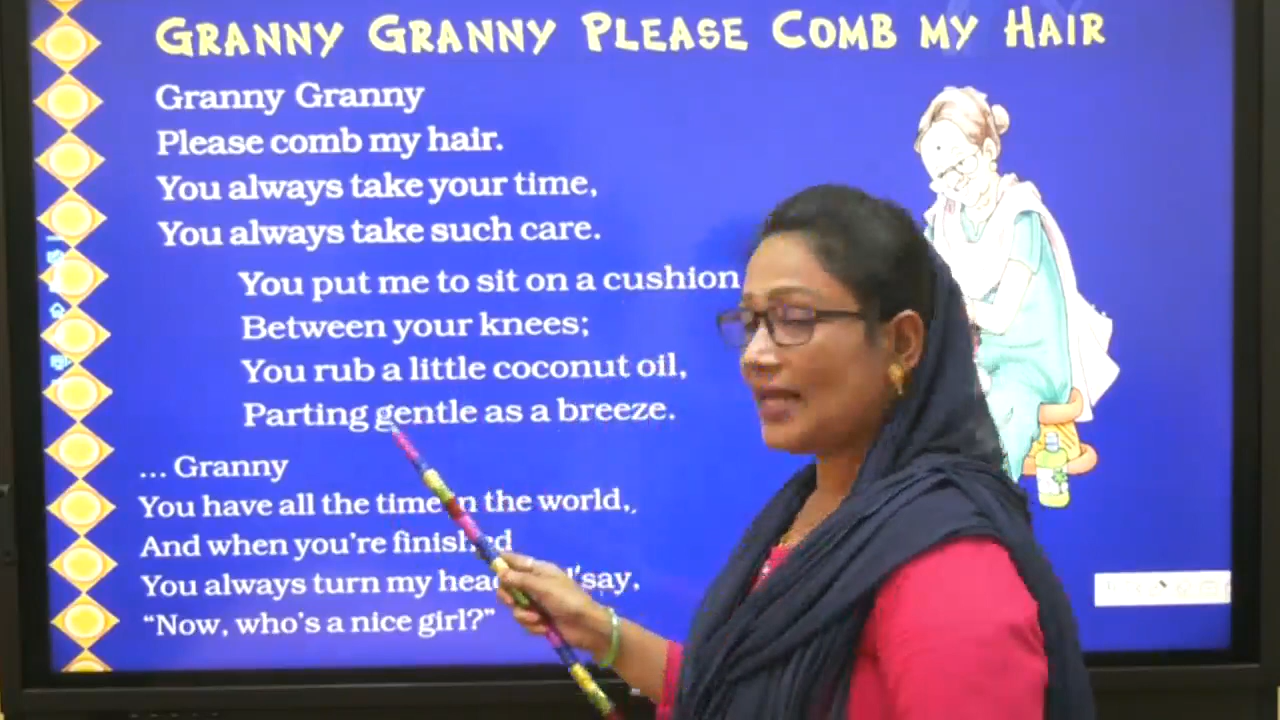 GRANNY GRANNY PLEASE COMB MY HAIR
Granny Granny
Please comb my hair.
You always take your time,
You always take such care.
You put me to sit on a cushion
Between your knees;
You rub a little coconut oil,
Parting gentle as a breeze.
... Granny
You have all the time in the world,
And when you're finished
You always turn my head say,
"Now, who's a nice girl?"